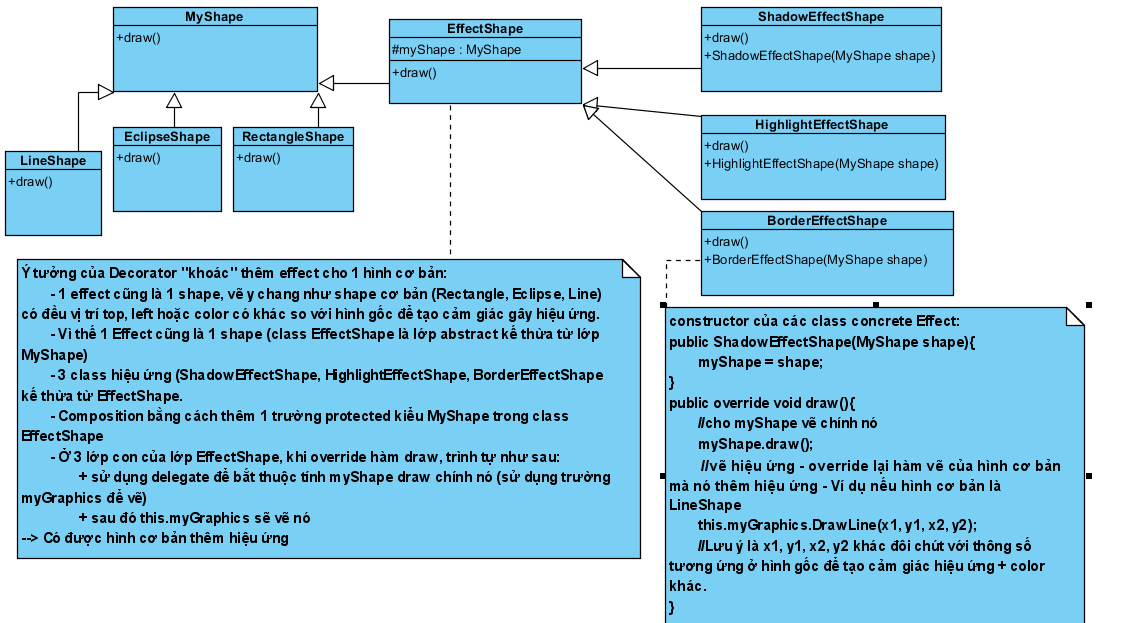 MyShape
+draw()
EffectShape
#myShape : MyShape
+draw()
ShadowEffectShape
+draw()
+ShadowEffectShape(MyShape shape)
LineShape
+draw()
EclipseShape
+draw()
RectangleShape
+draw()
HighlightEffectShape
+draw()
+HighlightEffectShape(MyShape shape)
BorderEffectShape
+draw()
+BorderEffectShape(MyShape shape)
Ý tưởng của Decorator "khoác" thêm effect cho 1 hình cơ bản:
- 1 effect cũng là 1 shape, vẽ y chang như shape cơ bản (Rectangle, Eclipse, Line)
có đều vị trí top, left hoặc color có khác so với hình gốc để tạo cảm giác gây hiệu ứng.
- Vì thế 1 Effect cũng là 1 shape (class EffectShape là lớp abstract kế thừa từ lớp
MyShape)
- 3 class hiệu ứng (ShadowEffectShape, HighlightEffectShape, BorderEffectShape
kế thừa từ EffectShape.
- Composition bằng cách thêm 1 trường protected kiểu MyShape trong class
EffectShape
- Ở 3 lớp con của lớp EffectShape, khi override hàm draw, trình tự như sau:
+ sử dụng delegate để bắt thuộc tính myShape draw chính nó (sử dụng trường
myGraphics để vẽ)
+ sau đó this.myGraphics sẽ vẽ nó
--> Có được hình cơ bản thêm hiệu ứng
constructor của các class concrete Effect:
public ShadowEffectShape(MyShape shape){
myShape = shape;
}
public override void draw(){
//cho myShape vẽ chính nó
myShape.draw();
//vẽ hiệu ứng - override lại hàm vẽ của hình cơ bản
mà nó thêm hiệu ứng - Ví dụ nếu hình cơ bản là
LineShape
this.myGraphics.DrawLine(x1, y1, x2, y2);
//Lưu ý là x1, y1, x2, y2 khác đôi chút với thông số
tương ứng ở hình gốc để tạo cảm giác hiệu ứng + color
khác.
}